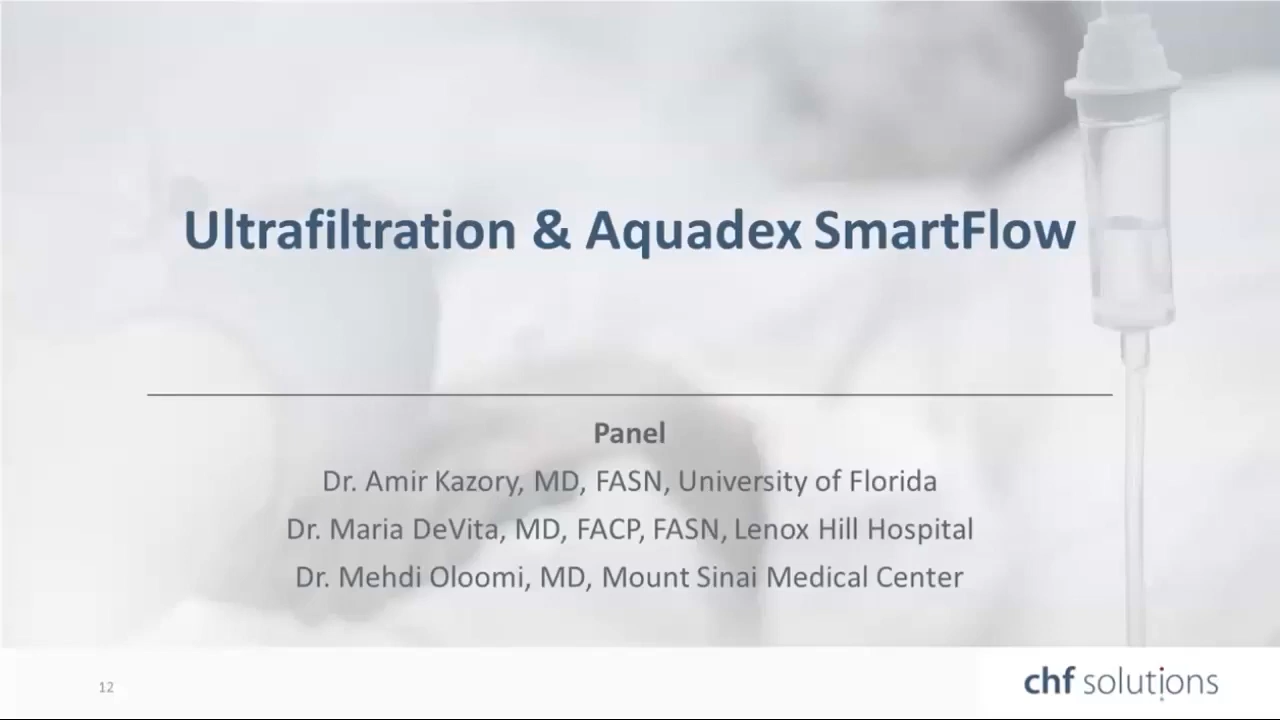 Ultrafiltration & Aquadex SmartFlow
Panel
Dr. Amir Kazory, MD, FASN, University of Florida
Dr. Maria DeVita, MD, FACP, FASN, Lenox Hill Hospital
Dr. Mehdi Oloomi, MD, Mount Sinai Medical Center
12
chf solutions